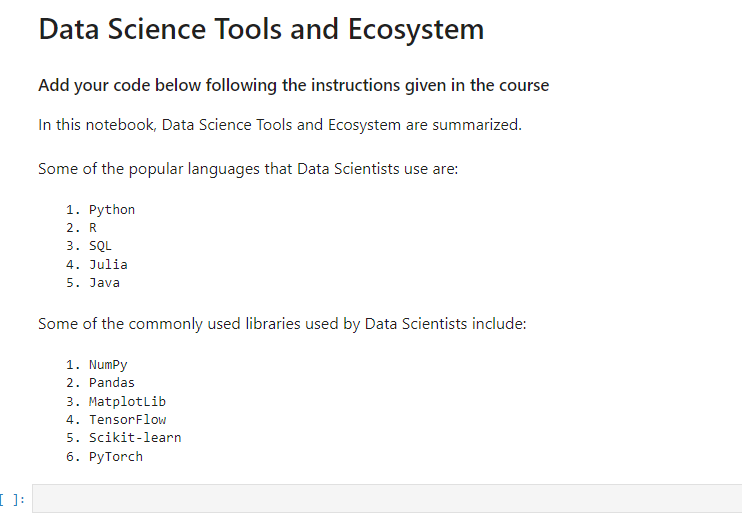 Data Science Tools and Ecosystem
Add your code below following the instructions given in the course
In this notebook, Data Science Tools and Ecosystem are summarized.
Some of the popular languages that Data Scientists use are:
1. Python
2. R
3. SQL
4. Julia
5. Java
Some of the commonly used libraries used by Data Scientists include:
1. NumPy
2. Pandas
3. MatplotLib
4. TensorFlow
5. Scikit-learn
6. PyTorch
[ ]: